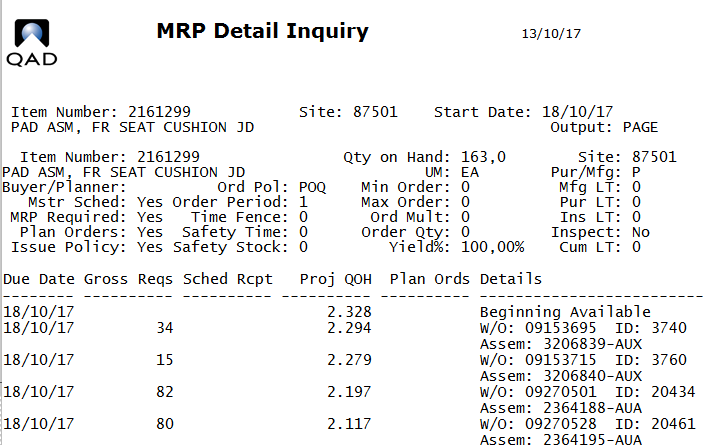 MRP Detail Inquiry 13/10/17
QAD
Item Number: 2161299 Site: 87501 Start Date: 18/10/17
PAD ASM, FR SEAT CUSHION JD Output: PAGE
Item Number: 2161299 Qty on Hand: 163,0 Site: 87501
PAD ASM, FR SEAT CUSHION JD UM: EA Pur/Mfg: P
Buyer/Planner: Ord Pol: POQ Min Order: 0 Mfg LT: 0
Mstr Sched: Yes Order Period: 1 Max Order: 0 Pur LT: 0
MRP Required: Yes Time Fence: 0 Ord Mult: 0 Ins LT: 0
Plan Orders: Yes Safety Time: 0 Order Qty: 0 Inspect: No
Issue Policy: Yes Safety Stock: 0 Yield%: 100,00% Cum LT: 0
Due Date Gross Reqs Sched Rcpt Proj QOH Plan Ords Details
-------- ---------- ---------- ---------- ---------- -------------------------
18/10/17 2.328 Beginning Available
18/10/17 34 2.294 W/O: 09153695 ID: 3740
Assem: 3206839-AUX
18/10/17 15 2.279 W/O: 09153715 ID: 3760
Assem: 3206840-AUX
18/10/17 82 2.197 W/O: 09270501 ID: 20434
Assem: 2364188-AUA
18/10/17 80 2.117 W/O: 09270528 ID: 20461
Assem: 2364195-AUA